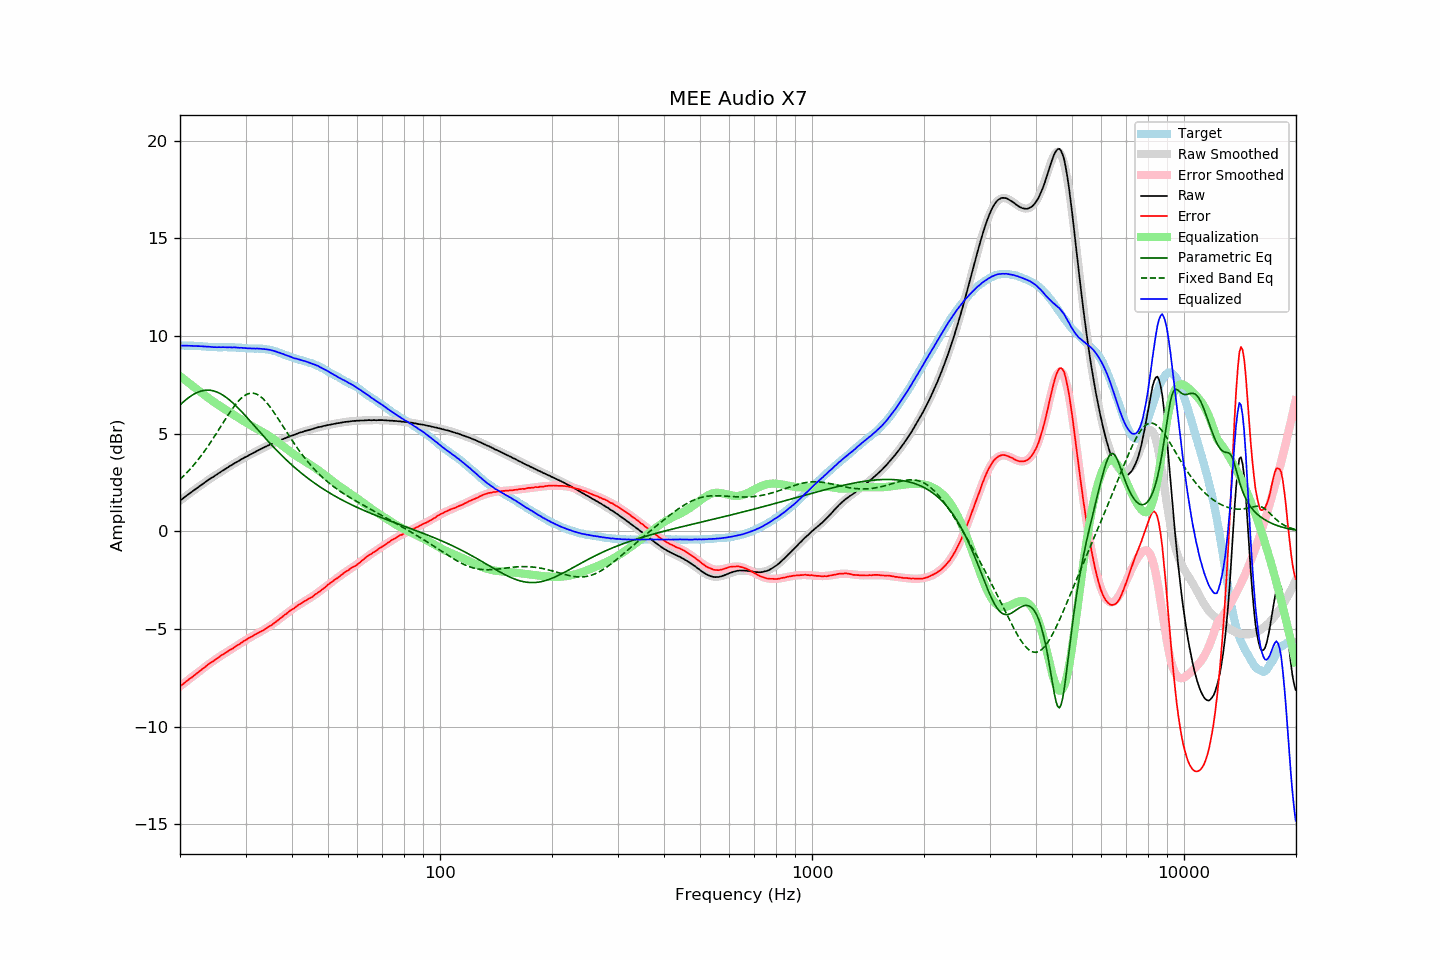 MEE Audio X7
Amplitude (dBr)
20
15
10
5
0
−5
−10
−15
Target
Raw Smoothed
Error Smoothed
Raw
Error
Equalization
Parametric Eq
Fixed Band Eq
Equalized
100
1000
10000
Frequency (Hz)